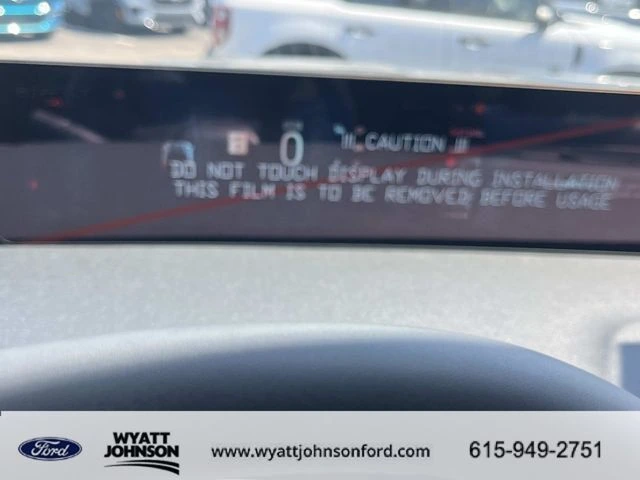 0
!!! CAUTION !!!
DO NOT TOUCH DISPLAY DURING INSTALLATION
THIS FILM IS TO BE REMOVED BEFORE USAGE
Ford
WYATT
JOHNSON
www.wyattjohnsonford.com
615-949-2751